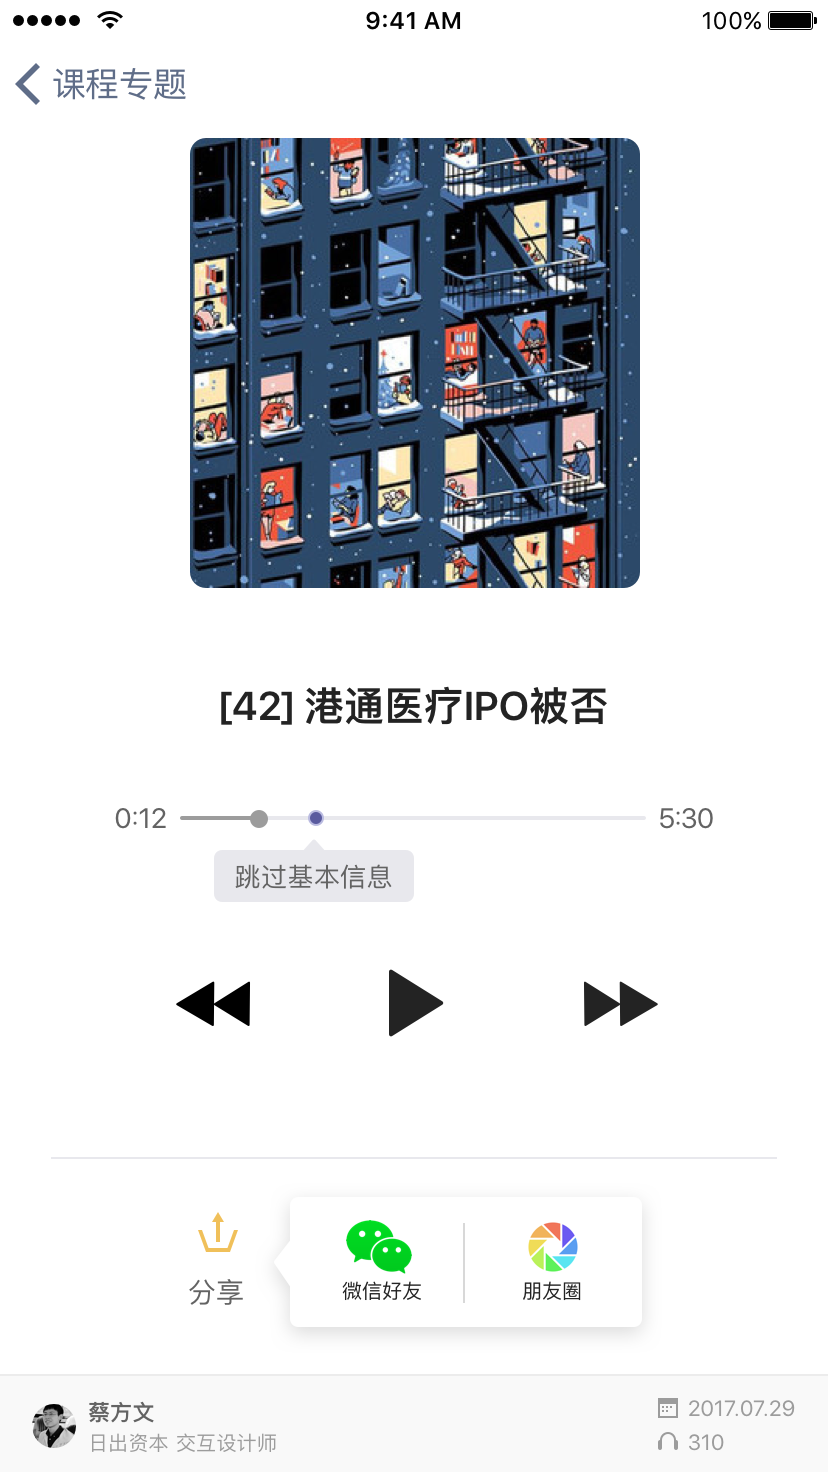 9:41 AM
100%
课程专题
[42] 港通医疗IPO被否
0:12
5:30
跳过基本信息
分享
微信好友
朋友圈
蔡方文
日出资本 交互设计师
2017.07.29
310